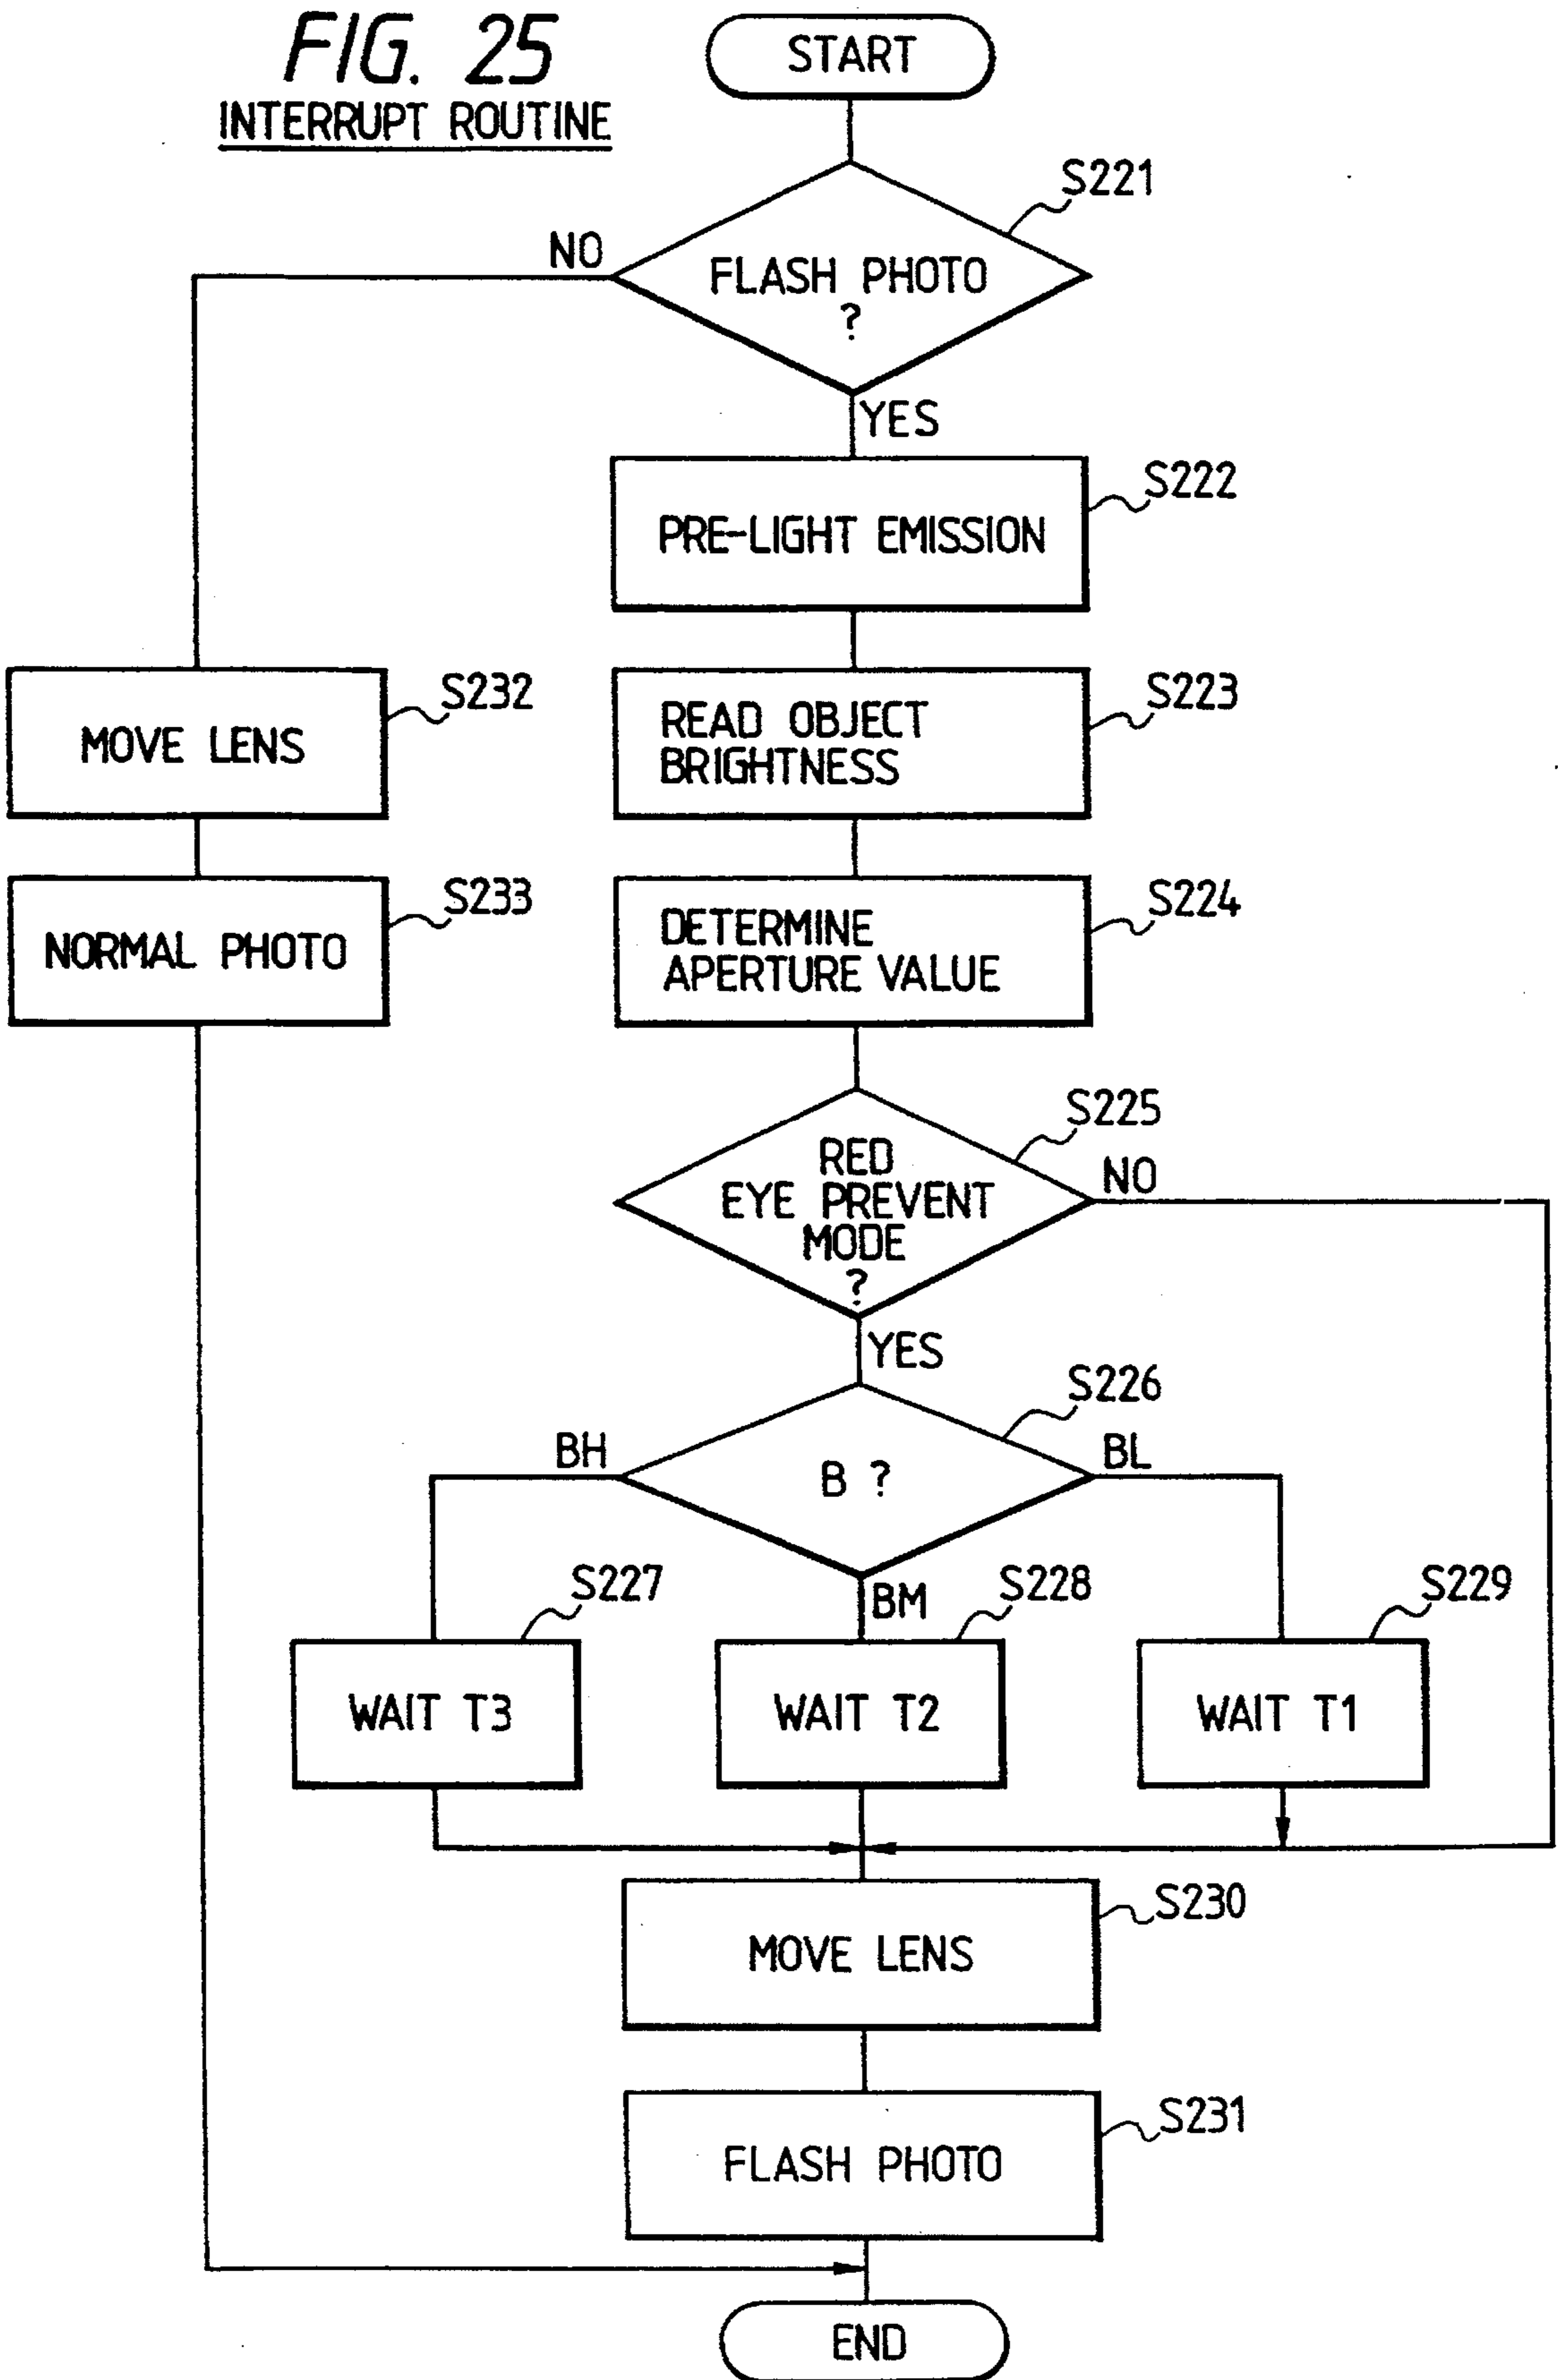 FIG. 25
INTERRUPT ROUTINE
START
S221
NO
FLASH PHOTO
?
YES
S222
PRE-LIGHT EMISSION
S232
MOVE LENS
S223
READ OBJECT
BRIGHTNESS
S233
NORMAL PHOTO
S224
DETERMINE
APERTURE VALUE
S225
RED
EYE PREVENT
MODE
?
NO
YES
S226
BH
B ?
BL
BM
S227
WAIT T3
S228
WAIT T2
S229
WAIT T1
S230
MOVE LENS
S231
FLASH PHOTO
END